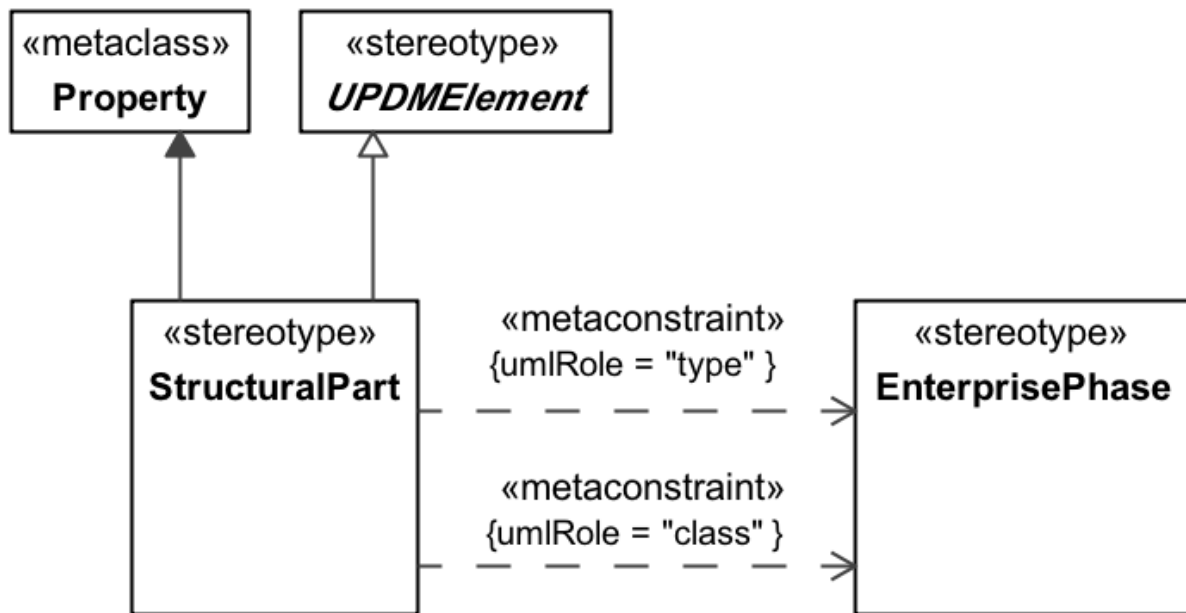 «metaclass»
Property
«stereotype»
UPDMElement
«stereotype»
StructuralPart
«metaconstraint»
{umlRole = "type" }
«metaconstraint»
{umlRole = "class" }
«stereotype»
EnterprisePhase